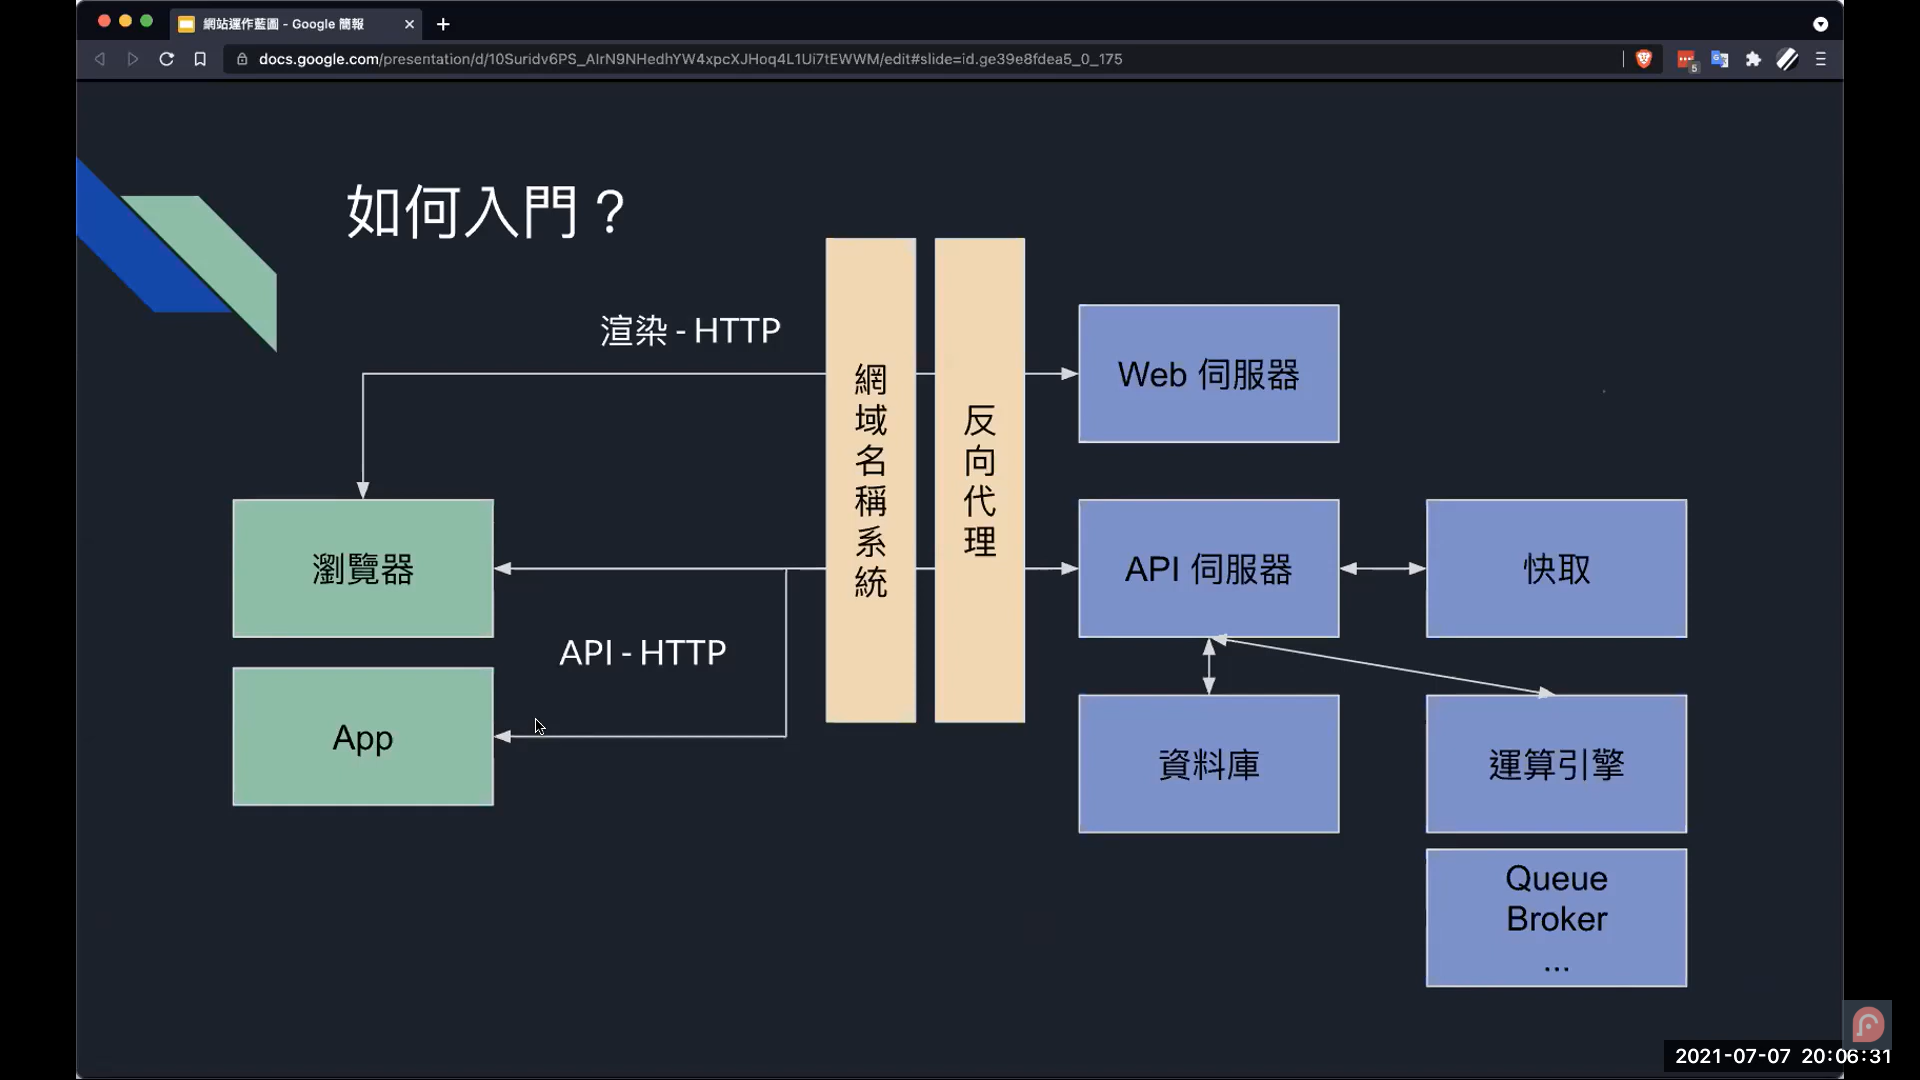 網站運作藍圖 - Google 簡報
docs.google.com/presentation/d/10Suridv6PS_AIrN9NHedhYW4xpcXJHoq4L1Ui7tEWWM/edit#slide=id.ge39e8fdea5_0_175
5
如何入門？
渲染 - HTTP
網域名稱系統
反向代理
Web 伺服器
瀏覽器
API 伺服器
快取
API - HTTP
App
資料庫
運算引擎
Queue
Broker
...
2021-07-07 20:06:31